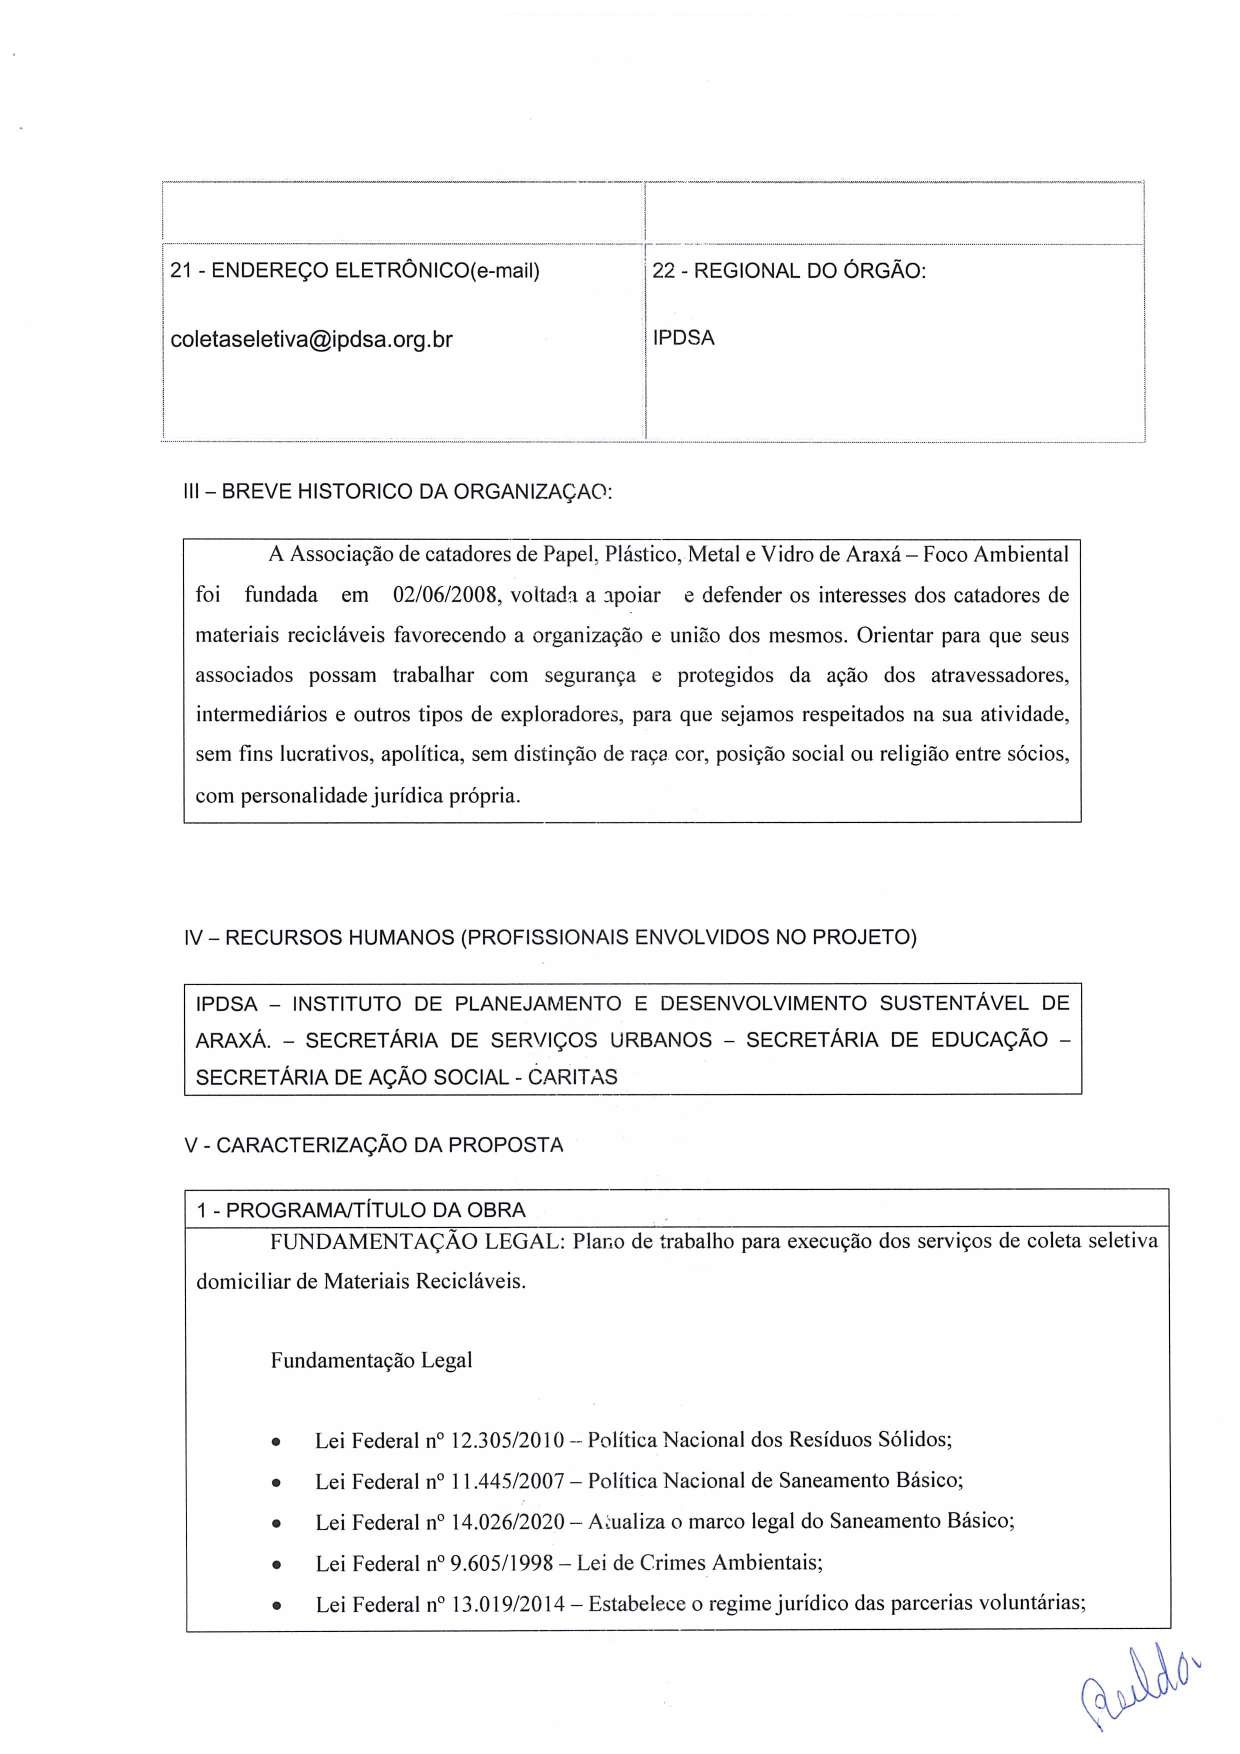 21 - ENDEREÇO ELETRÔNICO(e-mail)
22 - REGIONAL DO ÓRGÃO:
coletaseletiva@ipdsa.org.br
IPDSA
III – BREVE HISTORICO DA ORGANIZAÇAO:
A Associação de catadores de Papel, Plástico, Metal e Vidro de Araxá – Foco Ambiental
foi fundada em 02/06/2008, voltada a apoiar e defender os interesses dos catadores de
materiais recicláveis favorecendo a organização e união dos mesmos. Orientar para que seus
associados possam trabalhar com segurança e protegidos da ação dos atravessadores,
intermediários e outros tipos de exploradores, para que sejamos respeitados na sua atividade,
sem fins lucrativos, apolítica, sem distinção de raça cor, posição social ou religião entre sócios,
com personalidade jurídica própria.
IV – RECURSOS HUMANOS (PROFISSIONAIS ENVOLVIDOS NO PROJETO)
IPDSA – INSTITUTO DE PLANEJAMENTO E DESENVOLVIMENTO SUSTENTÁVEL DE
ARAXÁ. – SECRETÁRIA DE SERVIÇOS URBANOS – SECRETÁRIA DE EDUCAÇÃO –
SECRETÁRIA DE AÇÃO SOCIAL - CARITAS
V - CARACTERIZAÇÃO DA PROPOSTA
1 - PROGRAMA/TÍTULO DA OBRA
FUNDAMENTAÇÃO LEGAL: Plano de trabalho para execução dos serviços de coleta seletiva
domiciliar de Materiais Recicláveis.
Fundamentação Legal
• Lei Federal nº 12.305/2010 – Política Nacional dos Resíduos Sólidos;
• Lei Federal nº 11.445/2007 – Política Nacional de Saneamento Básico;
• Lei Federal nº 14.026/2020 – Atualiza o marco legal do Saneamento Básico;
• Lei Federal nº 9.605/1998 – Lei de Crimes Ambientais;
• Lei Federal nº 13.019/2014 – Estabelece o regime jurídico das parcerias voluntárias;